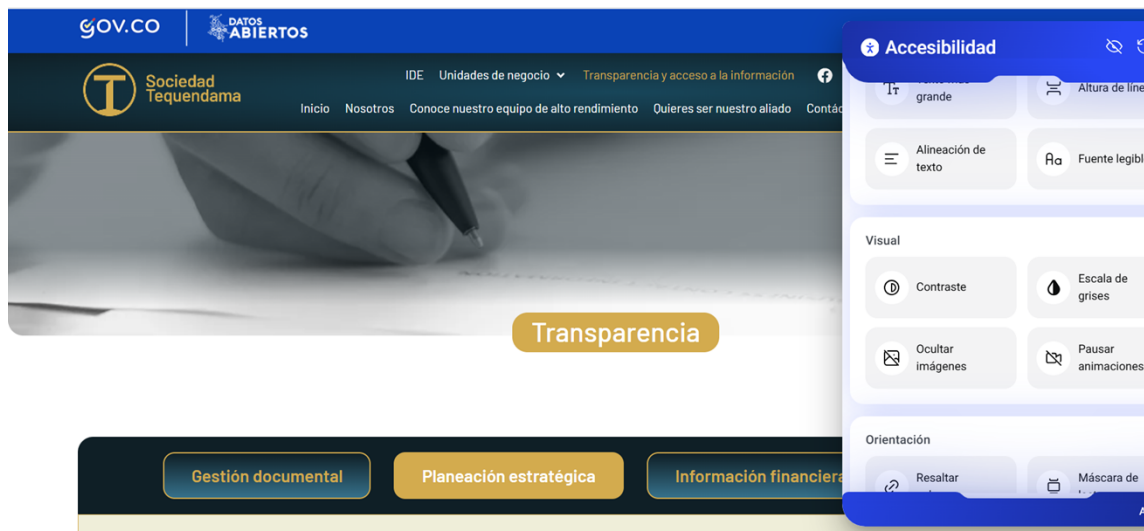 GOV.CO
DATOS
ABIERTOS
Sociedad
Tequendama
IDE Unidades de negocio Transparencia y acceso a la información
Inicio Nosotros Conoce nuestro equipo de alto rendimiento Quieres ser nuestro aliado
Transparencia
Gestión documental Planeación estratégica Información financiera
Accesibilidad
grande
Altura de
Alineación de
texto
Fuente
Visual
Contraste
Escala de
grises
Ocultar
imágenes
Pausar
animaciones
Orientación
Resaltar
Máscara de